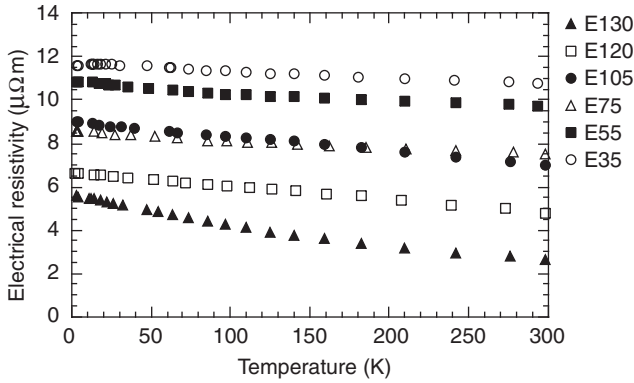 14
12
10
8
6
4
2
0
0
50
100
150
200
250
300
Electrical resistivity (μΩm)
Temperature (K)
E130
E120
E105
E75
E55
E35